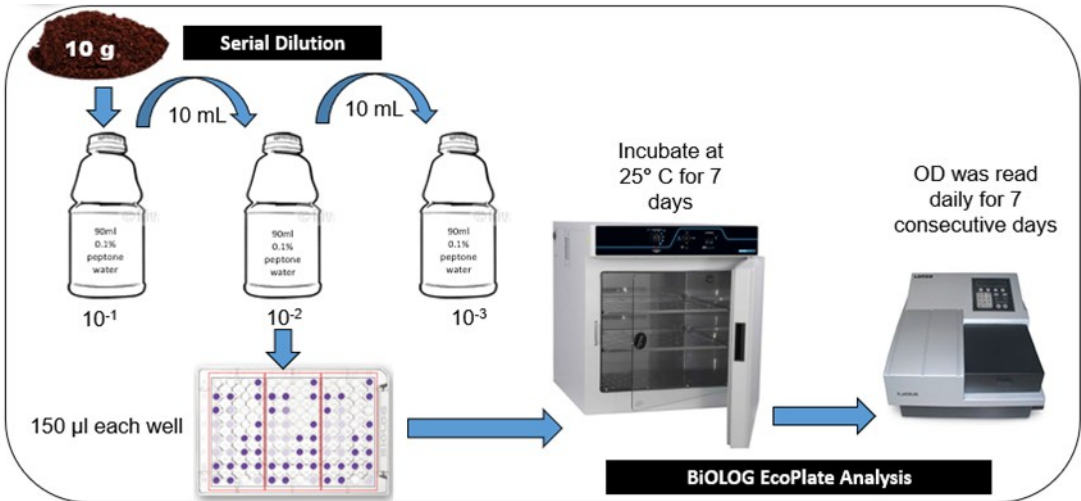 10 g
Serial Dilution
10 mL
10 mL
90ml
0.1%
peptone
water
90ml
0.1%
peptone
water
90ml
0.1%
peptone
water
10-1
10-2
10-3
150 µl each well
Incubate at
25° C for 7
days
OD was read
daily for 7
consecutive days
BiOLOG EcoPlate Analysis